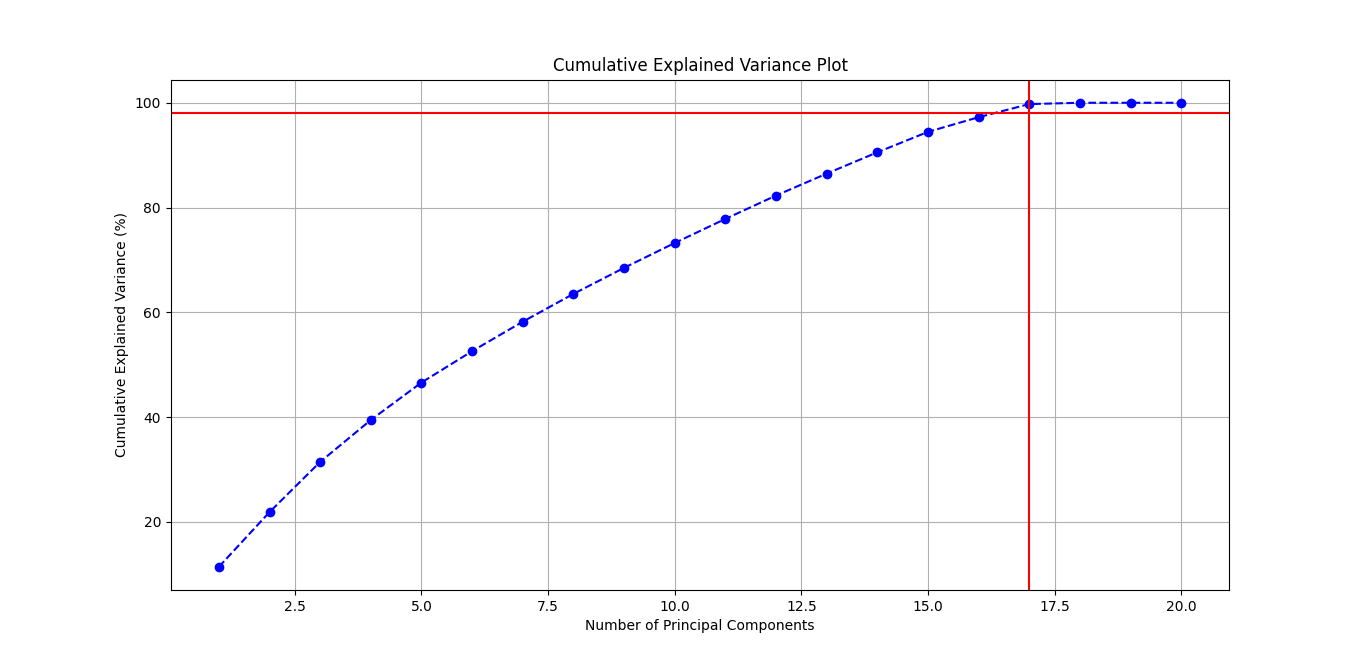 Cumulative Explained Variance Plot
100
80
60
40
20
Cumulative Explained Variance (%)
2.5 5.0 7.5 10.0 12.5 15.0 17.5 20.0
Number of Principal Components